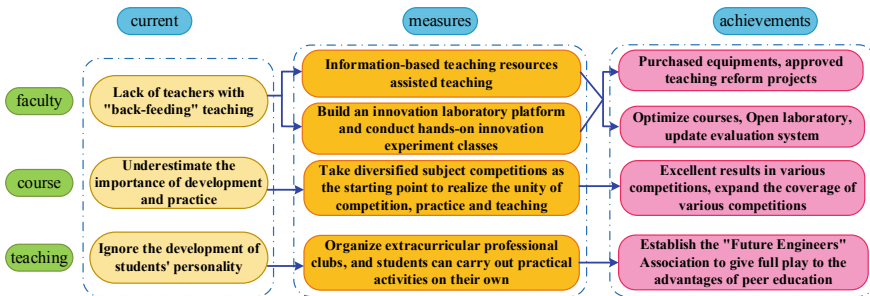 current
measures
achievements
faculty
Lack of teachers with
"back-feeding" teaching
Information-based teaching resources
assisted teaching
Purchased equipments, approved
teaching reform projects
Build an innovation laboratory platform
and conduct hands-on innovation
experiment classes
Optimize courses, Open laboratory,
update evaluation system
course
Underestimate the
importance of development
and practice
Take diversified subject competitions as
the starting point to realize the unity of
competition, practice and teaching
Excellent results in various
competitions, expand the coverage of
various competitions
teaching
Ignore the development of
students' personality
Organize extracurricular professional
clubs, and students can carry out practical
activities on their own
Establish the "Future Engineers"
Association to give full play to the
advantages of peer education